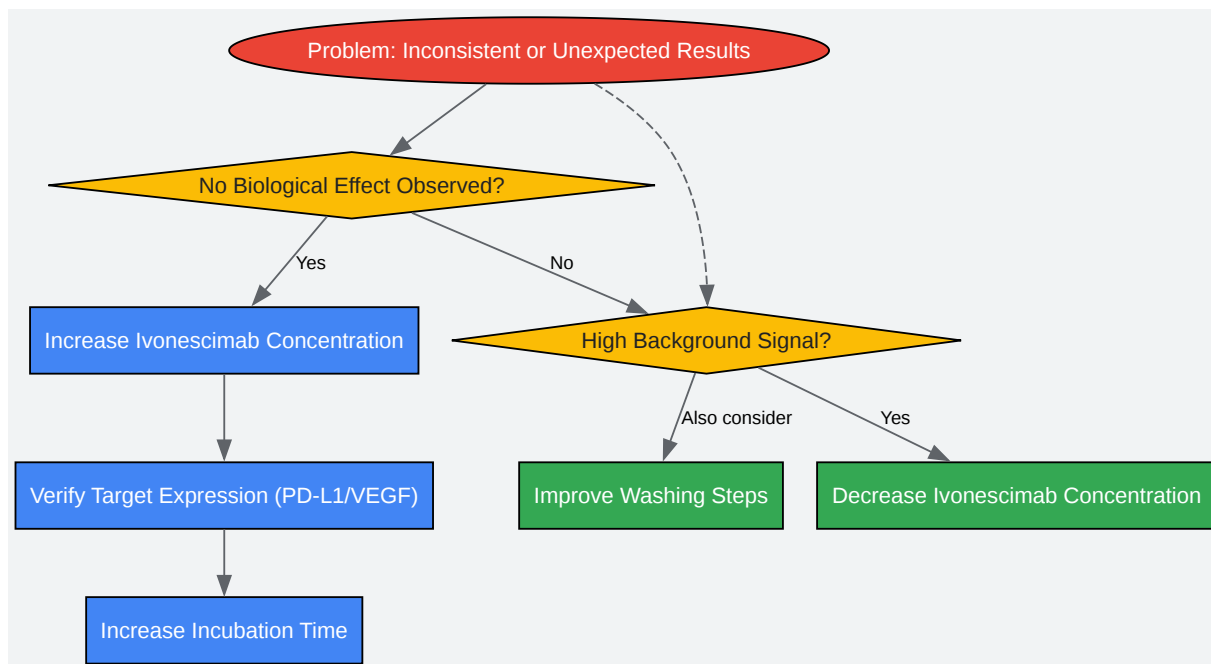 Problem: Inconsistent or Unexpected Results
No Biological Effect Observed?
Yes
No
Increase Ivonescimab Concentration
High Background Signal?
Also consider
Yes
Verify Target Expression (PD-L1/VEGF)
Improve Washing Steps
Decrease Ivonescimab Concentration
Increase Incubation Time